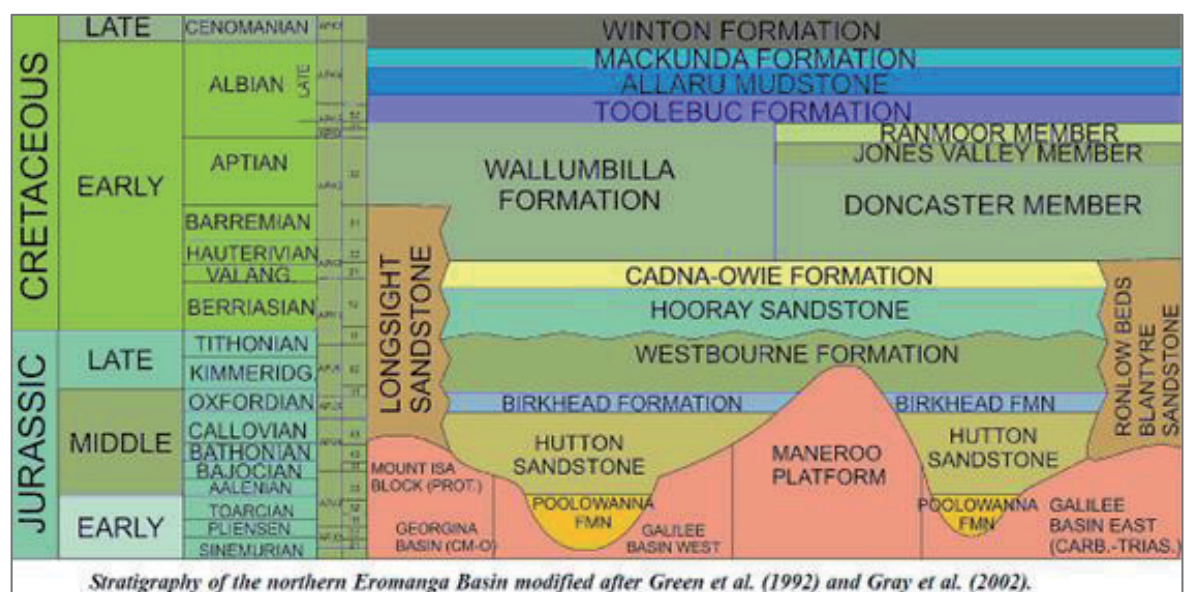 CRETACEOUS
JURASSIC
LATE
EARLY
LATE
MIDDLE
EARLY
CENOMANIAN
ALBIAN
LATE
APTIAN
BARREMIAN
HAUTERIVIAN
VALANG.
BERRIASIAN
TITHONIAN
KIMMERIDG.
OXFORDIAN
CALLOVIAN
BATHONIAN
BAJOCIAN
AALENIAN
TOARCIAN
PLIENSEN
SINEMURIAN
WINTON FORMATION
MACKUNDA FORMATION
ALLARU MUDSTONE
TOOLEBUC FORMATION
WALLUMBILLA
FORMATION
RANMOOR MEMBER
JONES VALLEY MEMBER
DONCASTER MEMBER
LONGSIGHT
SANDSTONE
CADNA-OWIE FORMATION
HOORAY SANDSTONE
WESTBOURNE FORMATION
BIRKHEAD FORMATION
BIRKHEAD FMN
RONLOW BEDS
BLANTYRE
SANDSTONE
HUTTON
SANDSTONE
MANEROO
PLATFORM
HUTTON
SANDSTONE
MOUNT ISA
BLOCK (PROT.)
POOLOWANNA
FMN
POOLOWANNA
FMN
GEORGINA
BASIN (CM-O)
GALILEE
BASIN WEST
GALILEE
BASIN EAST
(CARB.-TRIAS.)
Stratigraphy of the northern Eromanga Basin modified after Green et al. (1992) and Gray et al. (2002).